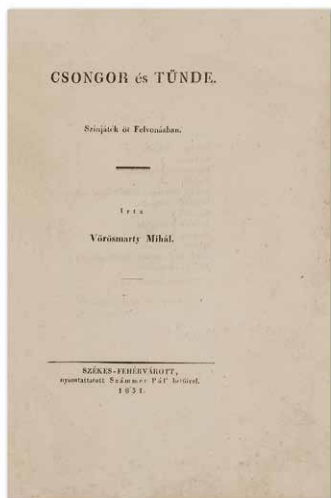 CSONGOR és TÜNDE.
Színjáték öt Felvonásban.
Irta
Vörösmarty Mihál.
SZÉKES-FEHÉRVÁROTT,
nyomtattatott Számmer Pál' betűivel.
1831.